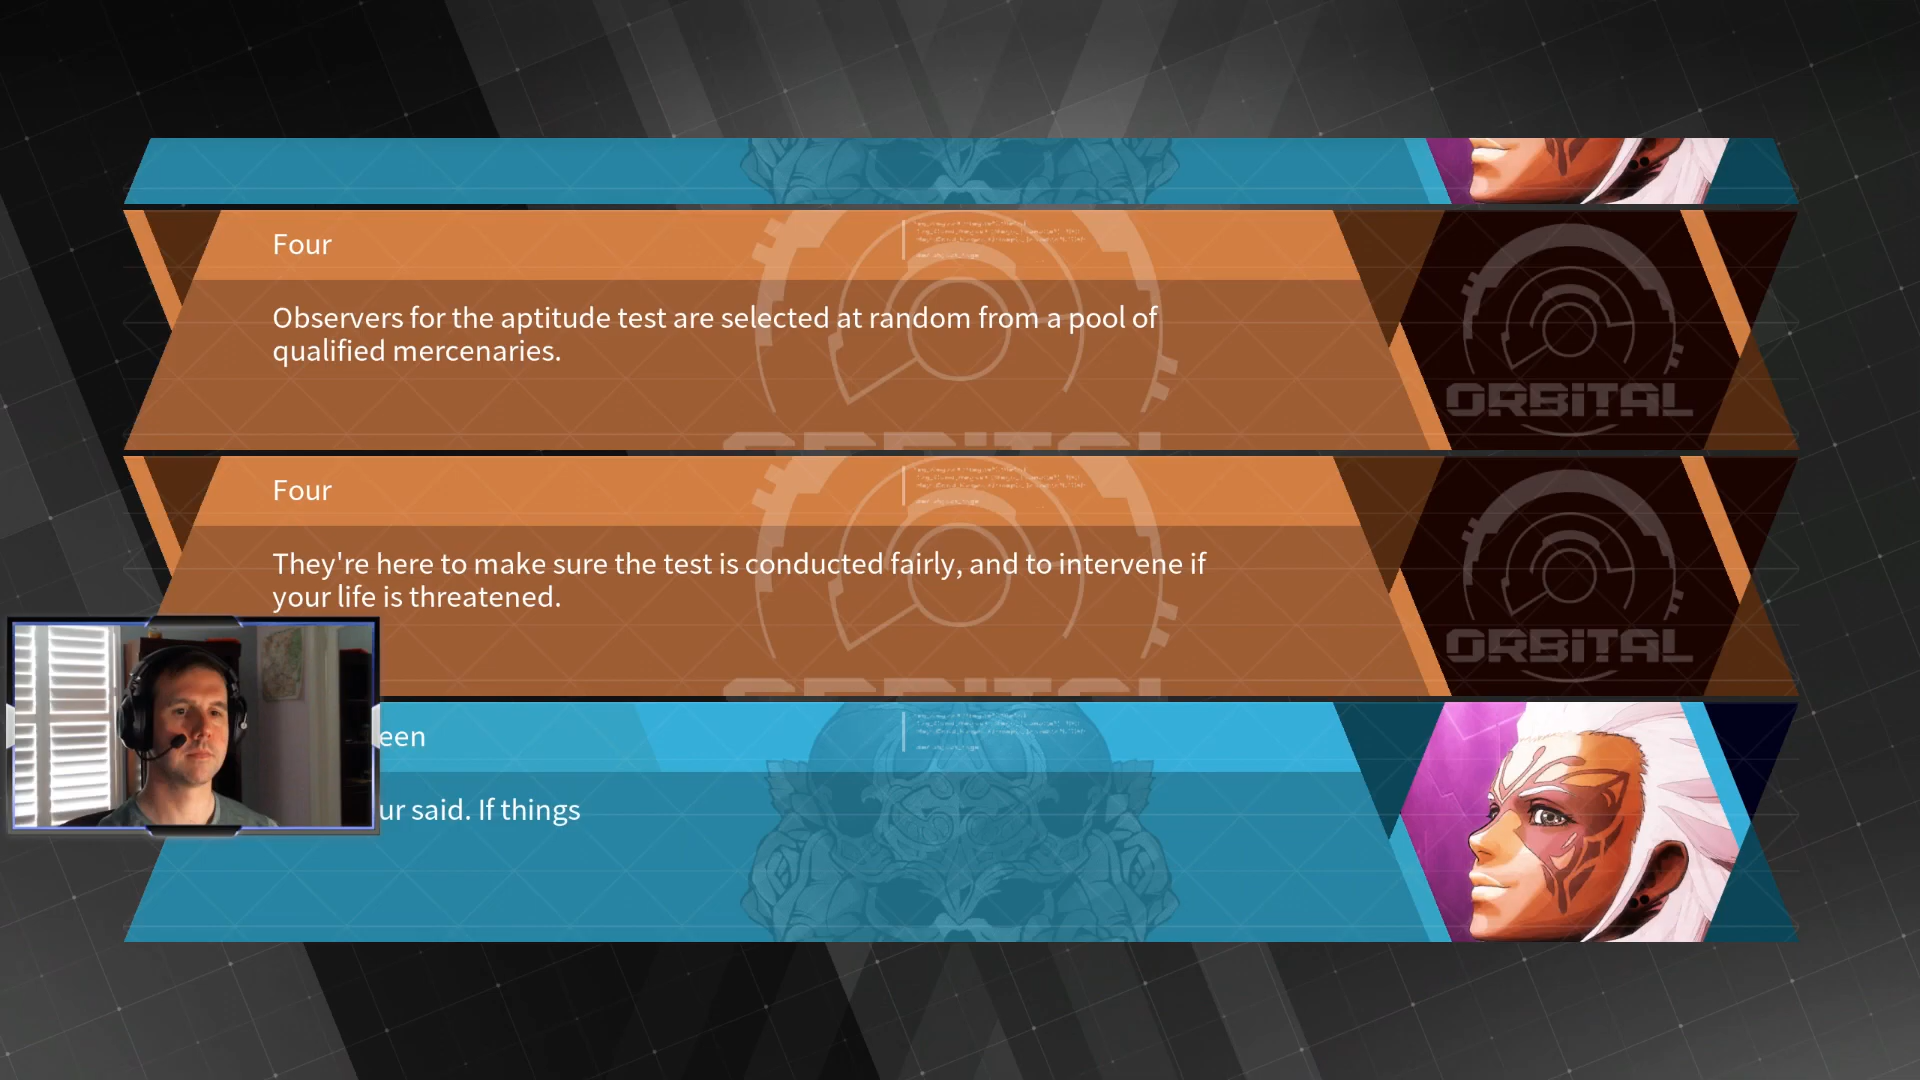 Four
Observers for the aptitude test are selected at random from a pool of
qualified mercenaries.
ORBITAL
Four
They're here to make sure the test is conducted fairly, and to intervene if
your life is threatened.
ORBITAL
een
ur said. If things